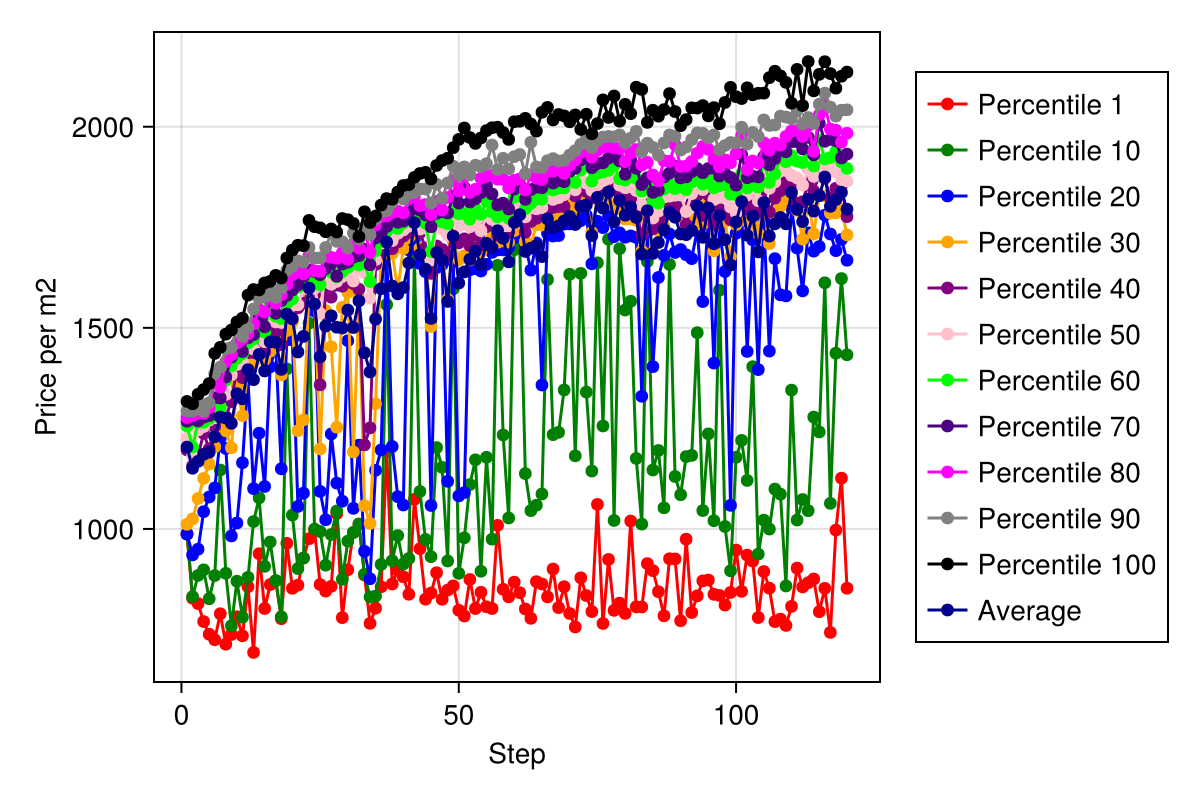 Price per m2
2000
1500
1000
0
50
100
Step
Percentile 1
Percentile 10
Percentile 20
Percentile 30
Percentile 40
Percentile 50
Percentile 60
Percentile 70
Percentile 80
Percentile 90
Percentile 100
Average